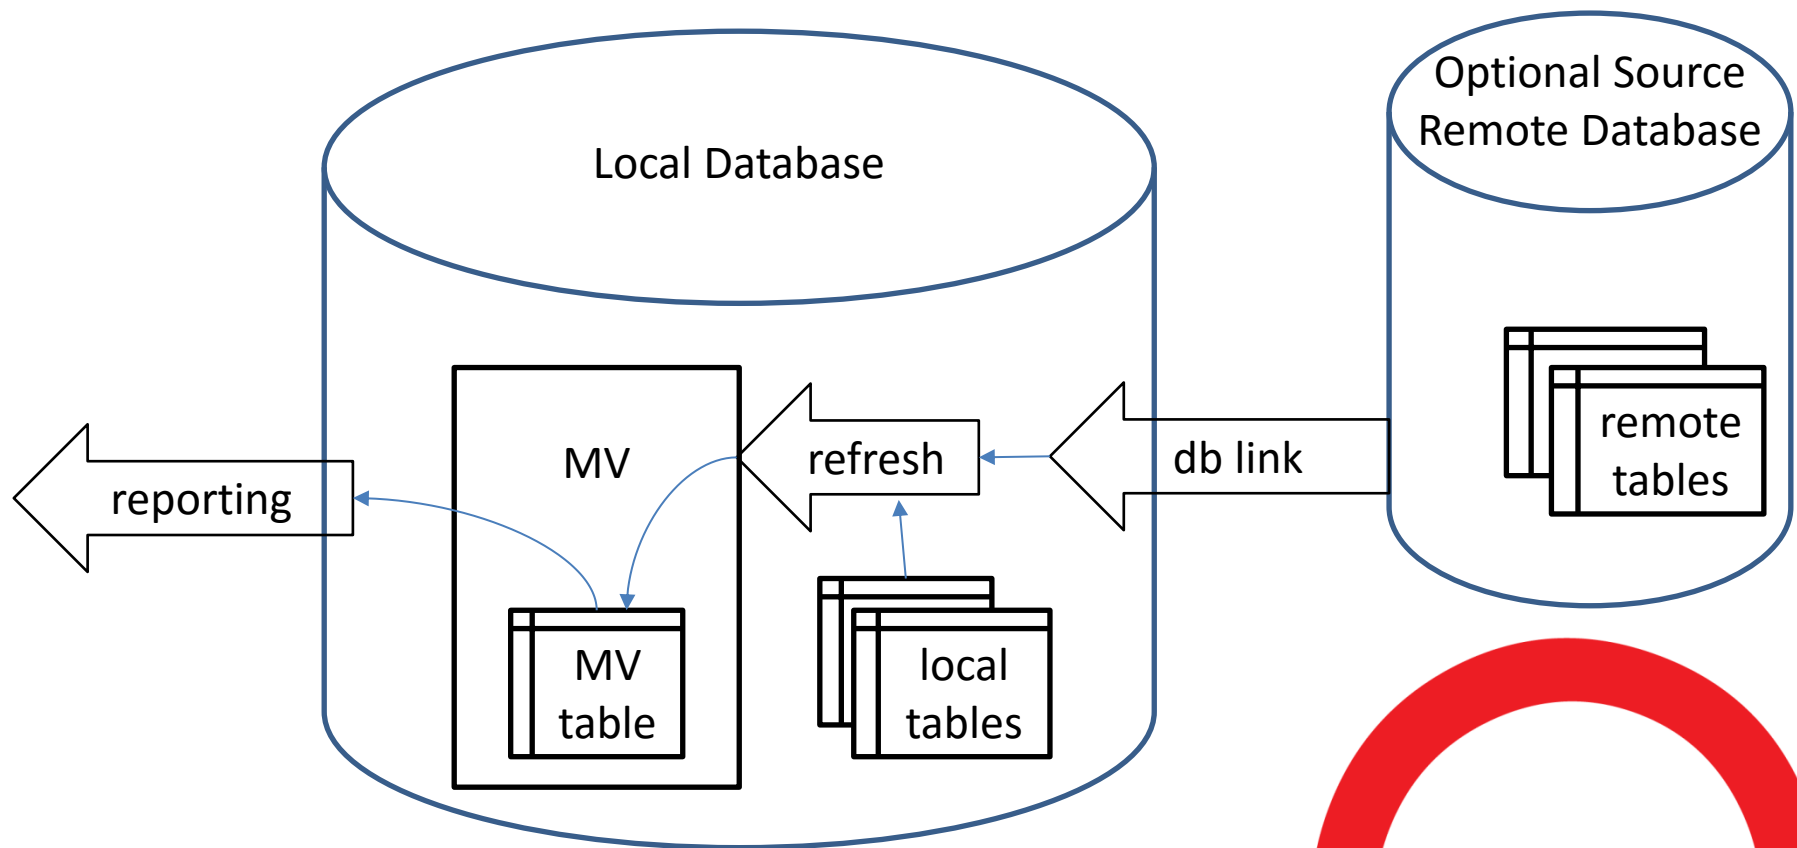 Optional Source
Remote Database
Local Database
MV
refresh
db link
remote
tables
reporting
MV
table
local
tables